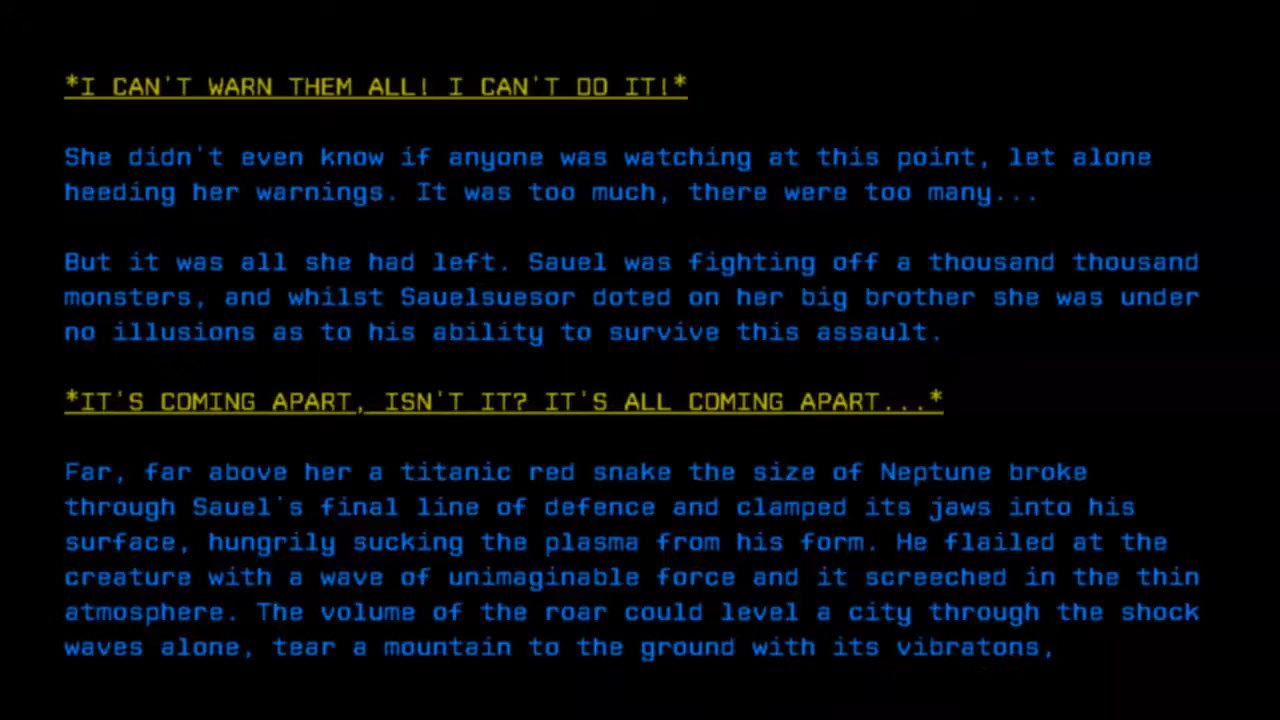 *I CAN'T WARN THEM ALL! I CAN'T DO IT!*
She didn't even know if anyone was watching at this point, let alone
heeding her warnings. It was too much, there were too many...
But it was all she had left. Sauel was fighting off a thousand thousand
monsters, and whilst Sauelsuesor doted on her big brother she was under
no illusions as to his ability to survive this assault.
*IT'S COMING APART, ISN'T IT? IT'S ALL COMING APART...*
Far, far above her a titanic red snake the size of Neptune broke
through Sauel's final line of defence and clamped its jaws into his
surface, hungrily sucking the plasma from his form. He flailed at the
creature with a wave of unimaginable force and it screeched in the thin
atmosphere. The volume of the roar could level a city through the shock
waves alone, tear a mountain to the ground with its vibratons,